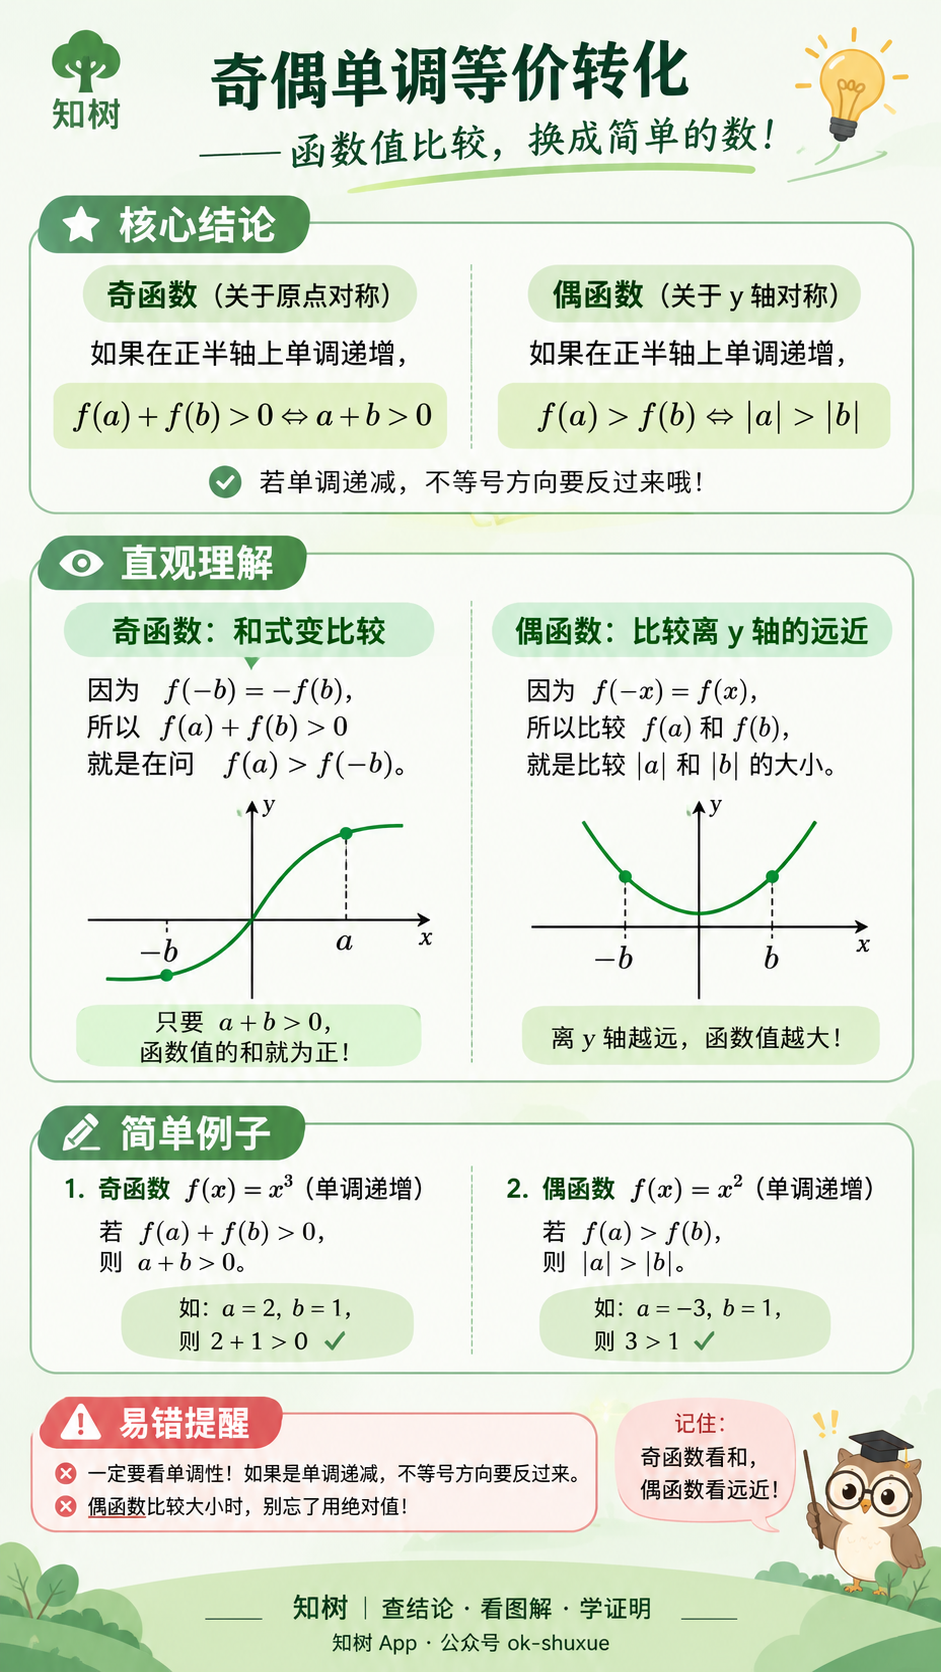 知树
奇偶单调等价转化
——函数值比较，换成简单的数！
核心结论
奇函数（关于原点对称）
如果在正半轴上单调递增，
f(a)+f(b)>0⇔a+b>0
偶函数（关于 y 轴对称）
如果在正半轴上单调递增，
f(a)>f(b)⇔|a|>|b|
若单调递减，不等号方向要反过来哦！
直观理解
奇函数：和式变比较
因为 f(−b)=−f(b)，
所以 f(a)+f(b)>0
就是在问 f(a)>f(−b)。
y
−b
a
x
只要 a+b>0，
函数值的和就为正！
偶函数：比较离 y 轴的远近
因为 f(−x)=f(x)，
所以比较 f(a) 和 f(b)，
就是比较 |a| 和 |b| 的大小。
y
x
−b
b
离 y 轴越远，函数值越大！
简单例子
1. 奇函数 f(x)=x³（单调递增）
若 f(a)+f(b)>0，
则 a+b>0。
如：a=2, b=1，
则 2+1>0 ✓
2. 偶函数 f(x)=x²（单调递增）
若 f(a)>f(b)，
则 |a|>|b|。
如：a=−3, b=1，
则 3>1 ✓
易错提醒
一定要看单调性！如果是单调递减，不等号方向要反过来。
偶函数比较大小时，别忘了用绝对值！
记住：
奇函数看和，
偶函数看远近！
知树｜查结论·看图解·学证明
知树 App · 公众号 ok-shuxue